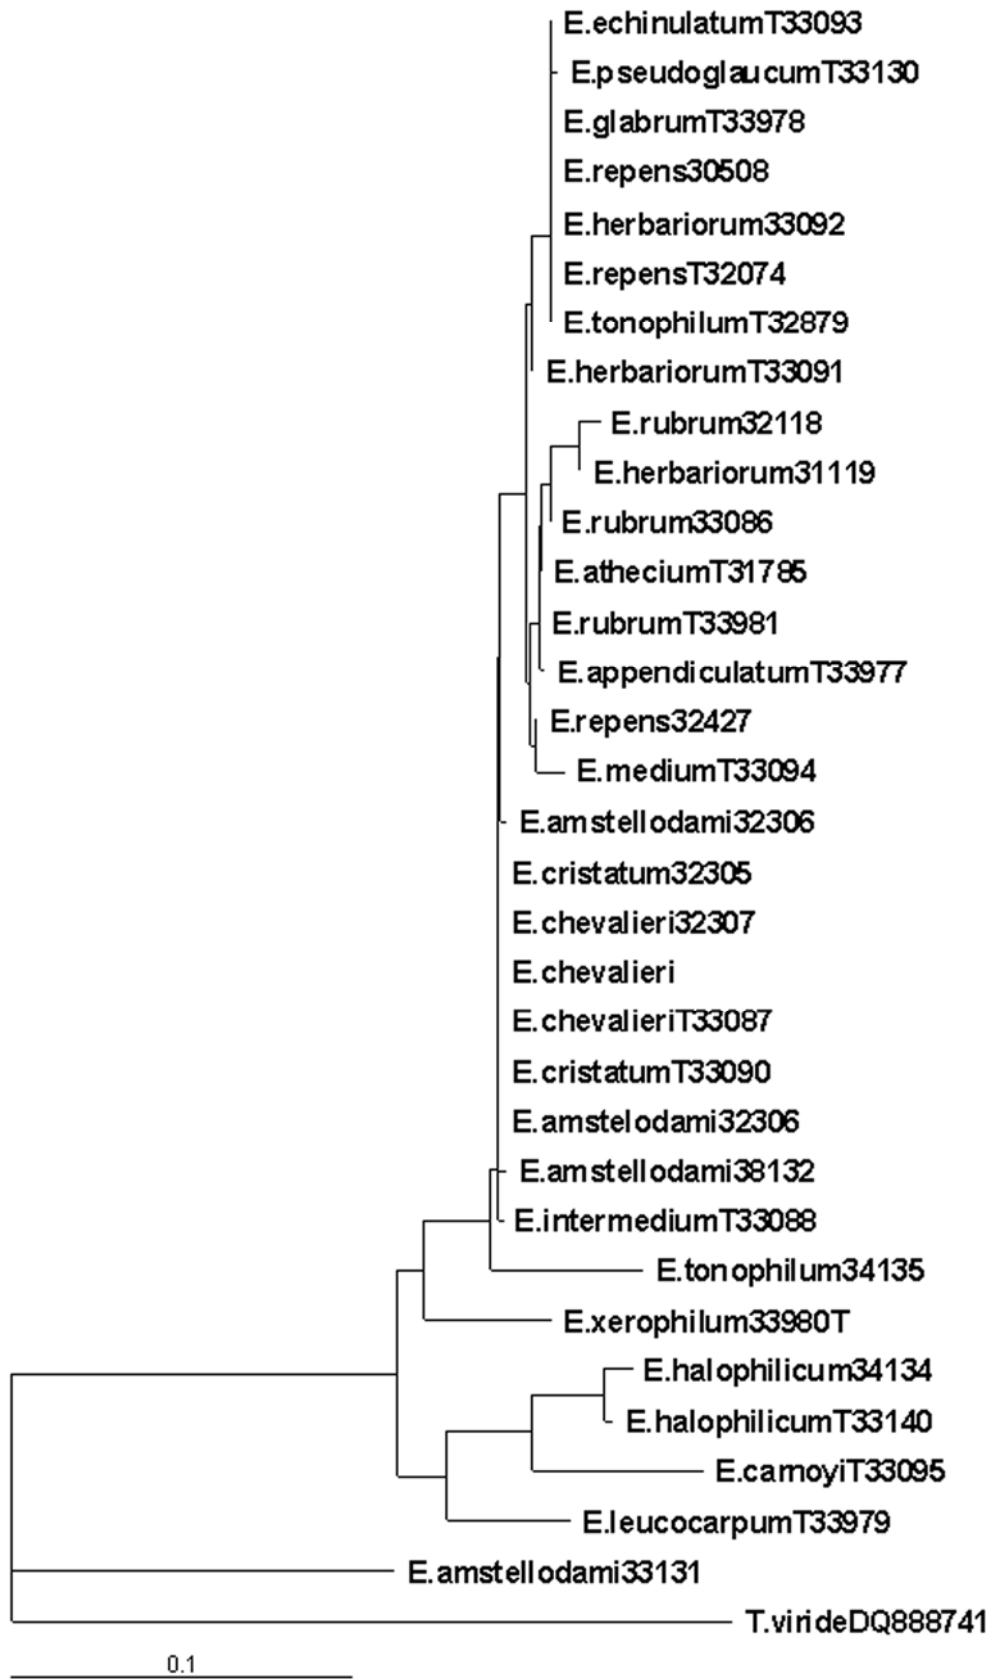 E.echinulatumT33093
E.pseudoglaucumT33130
E.glabrumT33978
E.repens30508
E.herbariorum33092
E.repensT32074
E.tonophilumT32879
E.herbariorumT33091
E.rubrum32118
E.herbariorum31119
E.rubrum33086
E.atheciumT31785
E.rubrumT33981
E.appendiculatumT33977
E.repens32427
E.mediumT33094
E.amstellodami32306
E.cristatum32305
E.chevalieri32307
E.chevalieri
E.chevalieriT33087
E.cristatumT33090
E.amstelodami32306
E.amstellodami38132
E.intermediumT33088
E.tonophilum34135
E.xerophilum33980T
E.halophilicum34134
E.halophilicumT33140
E.carnoyiT33095
E.leucocarpumT33979
E.amstellodami33131
T.virideDQ888741
0.1